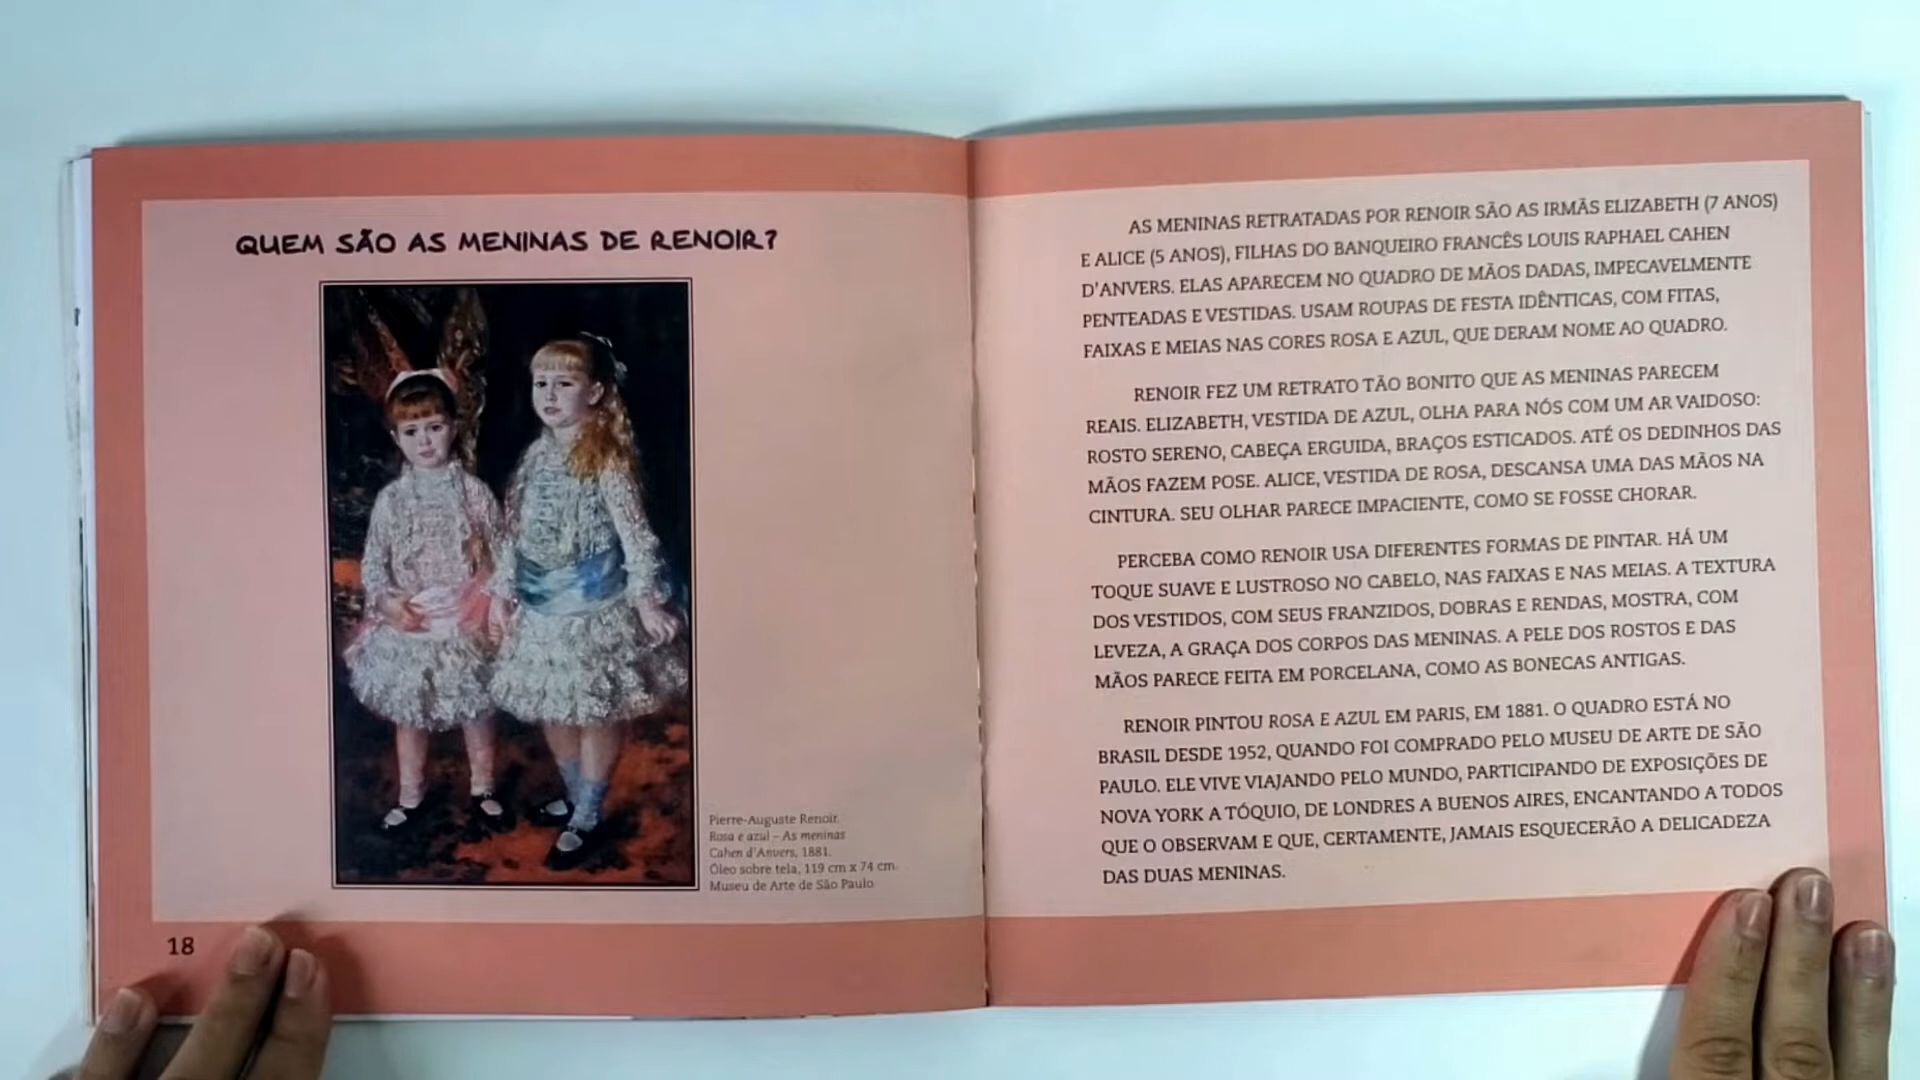 QUEM SÃO AS MENINAS DE RENOIR?
Pierre-Auguste Renoir.
Rosa e azul – As meninas
Cahen d'Anvers, 1881.
Óleo sobre tela, 119 cm x 74 cm.
Museu de Arte de São Paulo
18
AS MENINAS RETRATADAS POR RENOIR SÃO AS IRMÃS ELIZABETH (7 ANOS)
E ALICE (5 ANOS), FILHAS DO BANQUEIRO FRANCÊS LOUIS RAPHAEL CAHEN
D'ANVERS. ELAS APARECEM NO QUADRO DE MÃOS DADAS, IMPECAVELMENTE
PENTEADAS E VESTIDAS. USAM ROUPAS DE FESTA IDÊNTICAS, COM FITAS,
FAIXAS E MEIAS NAS CORES ROSA E AZUL, QUE DERAM NOME AO QUADRO.
RENOIR FEZ UM RETRATO TÃO BONITO QUE AS MENINAS PARECEM
REAIS. ELIZABETH, VESTIDA DE AZUL, OLHA PARA NÓS COM UM AR VAIDOSO:
ROSTO SERENO, CABEÇA ERGUIDA, BRAÇOS ESTICADOS. ATÉ OS DEDINHOS DAS
MÃOS FAZEM POSE. ALICE, VESTIDA DE ROSA, DESCANSA UMA DAS MÃOS NA
CINTURA. SEU OLHAR PARECE IMPACIENTE, COMO SE FOSSE CHORAR.
PERCEBA COMO RENOIR USA DIFERENTES FORMAS DE PINTAR. HÁ UM
TOQUE SUAVE E LUSTROSO NO CABELO, NAS FAIXAS E NAS MEIAS. A TEXTURA
DOS VESTIDOS, COM SEUS FRANZIDOS, DOBRAS E RENDAS, MOSTRA, COM
LEVEZA, A GRAÇA DOS CORPOS DAS MENINAS. A PELE DOS ROSTOS E DAS
MÃOS PARECE FEITA EM PORCELANA, COMO AS BONECAS ANTIGAS.
RENOIR PINTOU ROSA E AZUL EM PARIS, EM 1881. O QUADRO ESTÁ NO
BRASIL DESDE 1952, QUANDO FOI COMPRADO PELO MUSEU DE ARTE DE SÃO
PAULO. ELE VIVE VIAJANDO PELO MUNDO, PARTICIPANDO DE EXPOSIÇÕES DE
NOVA YORK A TÓQUIO, DE LONDRES A BUENOS AIRES, ENCANTANDO A TODOS
QUE O OBSERVAM E QUE, CERTAMENTE, JAMAIS ESQUECERÃO A DELICADEZA
DAS DUAS MENINAS.